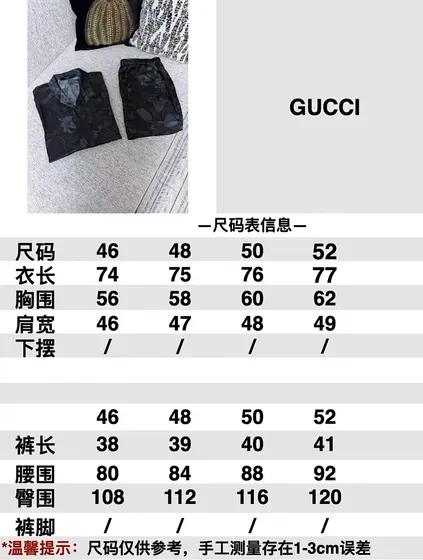 GUCCI
—尺码表信息—
尺码 46 48 50 52
衣长 74 75 76 77
胸围 56 58 60 62
肩宽 46 47 48 49
下摆 / / / /
46 48 50 52
裤长 38 39 40 41
腰围 80 84 88 92
臀围 108 112 116 120
裤脚 / / / /
*温馨提示：尺码仅供参考，手工测量存在1-3cm误差